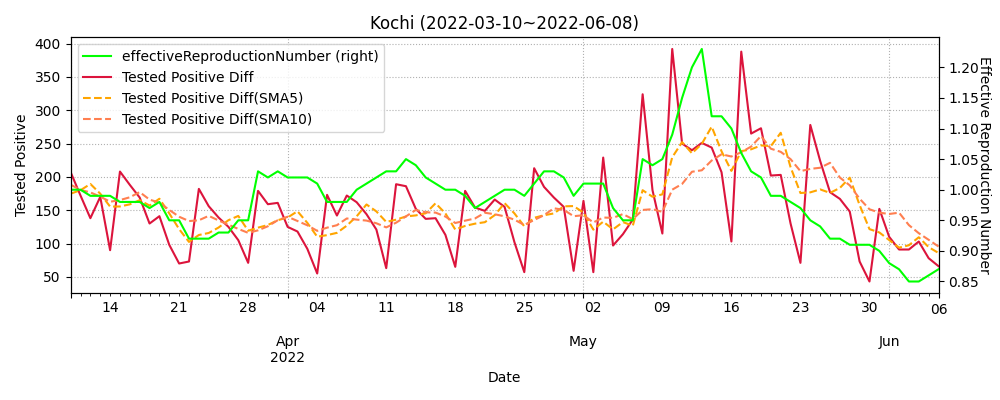 Kochi (2022-03-10~2022-06-08)
effectiveReproductionNumber (right)
Tested Positive Diff
Tested Positive Diff(SMA5)
Tested Positive Diff(SMA10)
Tested Positive
400
350
300
250
200
150
100
50
1.20
1.15
1.10
1.05
1.00
0.95
0.90
0.85
Effective Reproduction Number
14 21 28 04 11 18 25 02 09 16 23 30 06
Apr May Jun
2022
Date